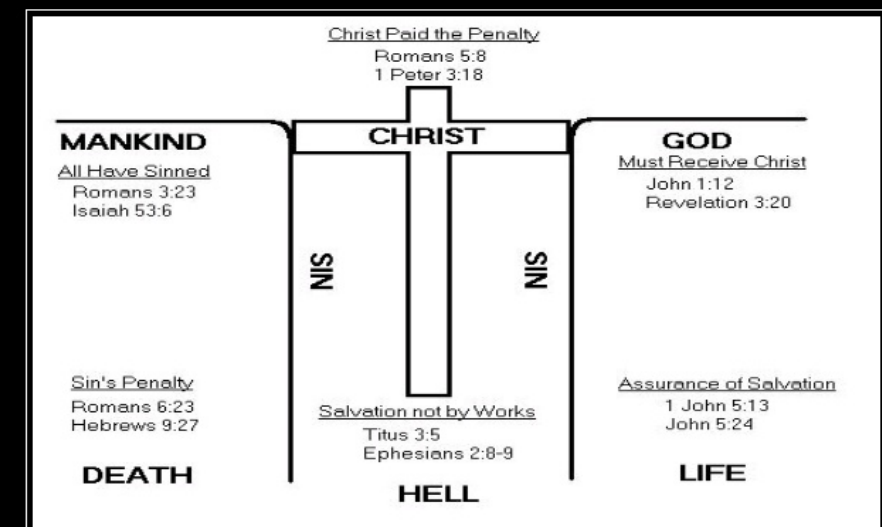 Christ Paid the Penalty
Romans 5:8
1 Peter 3:18
MANKIND
CHRIST
GOD
All Have Sinned
Romans 3:23
Isaiah 53:6
Must Receive Christ
John 1:12
Revelation 3:20
SIN
SIN
Sin's Penalty
Romans 6:23
Hebrews 9:27
Salvation not by Works
Titus 3:5
Ephesians 2:8-9
Assurance of Salvation
1 John 5:13
John 5:24
DEATH
HELL
LIFE